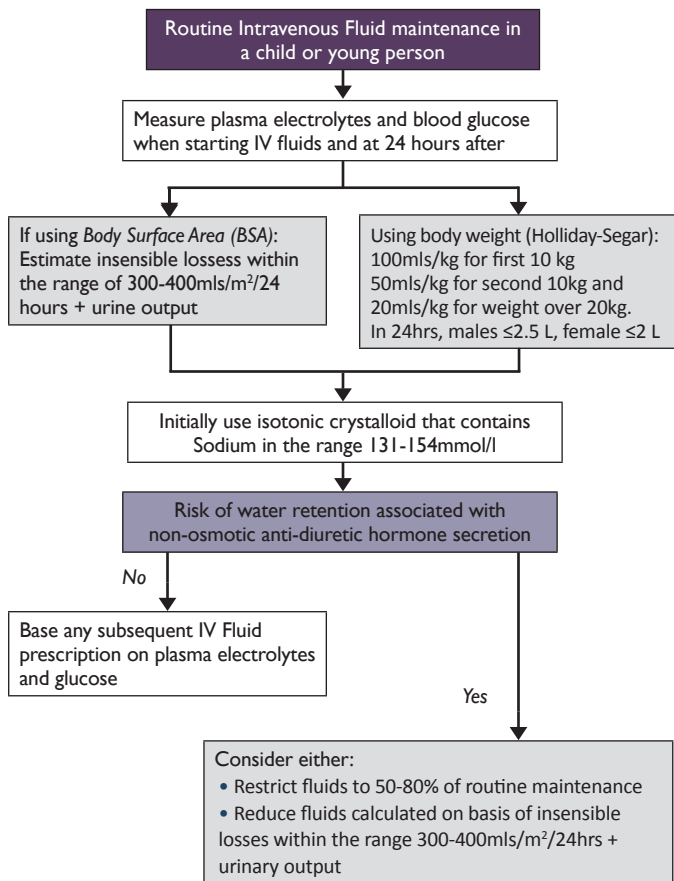 Routine Intravenous Fluid maintenance in
a child or young person
Measure plasma electrolytes and blood glucose
when starting IV fluids and at 24 hours after
If using Body Surface Area (BSA):
Estimate insensible lossess within
the range of 300-400mls/m²/24
hours + urine output
Using body weight (Holliday-Segar):
100mls/kg for first 10 kg
50mls/kg for second 10kg and
20mls/kg for weight over 20kg.
In 24hrs, males ≤2.5 L, female ≤2 L
Initially use isotonic crystalloid that contains
Sodium in the range 131-154mmol/l
Risk of water retention associated with
non-osmotic anti-diuretic hormone secretion
No
Base any subsequent IV Fluid
prescription on plasma electrolytes
and glucose
Yes
Consider either:
• Restrict fluids to 50-80% of routine maintenance
• Reduce fluids calculated on basis of insensible
losses within the range 300-400mls/m²/24hrs +
urinary output